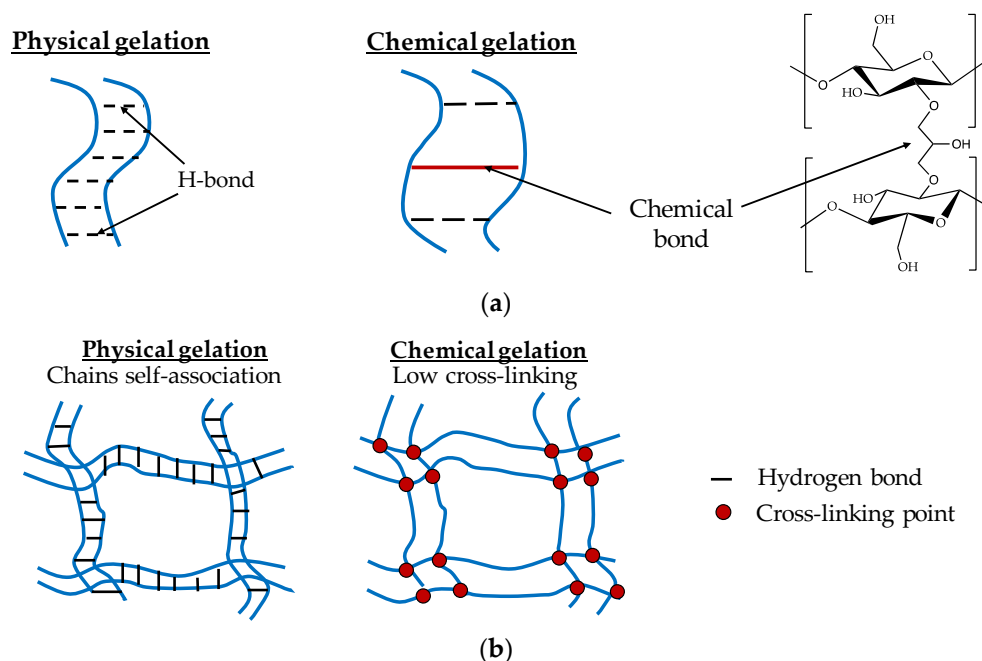 Physical gelation
Chemical gelation
H-bond
Chemical
bond
OH
O
O
HO
O
OH
O
HO
O
O
OH
(a)
Physical gelation
Chains self-association
Chemical gelation
Low cross-linking
Hydrogen bond
Cross-linking point
(b)